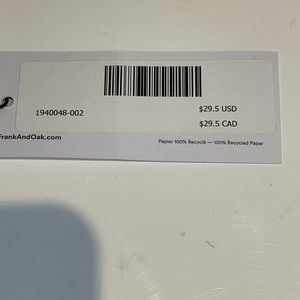 $29.5 USD
1940048-002
$29.5 CAD
FrankAndOak.com
Papier 100% Recyclé — 100% Recycled Paper